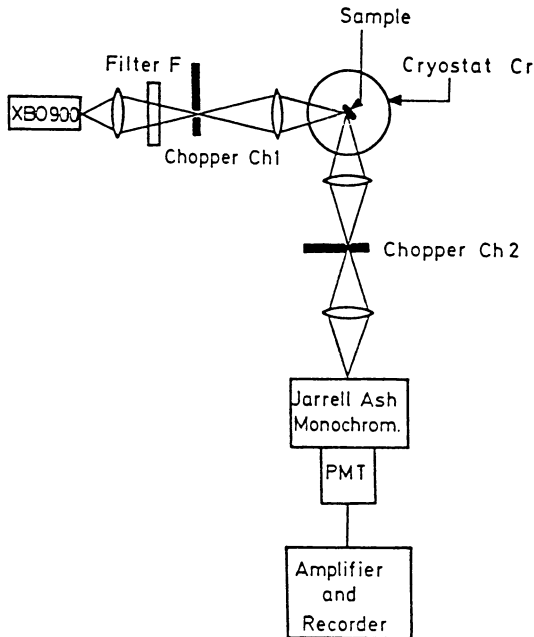 Sample
Filter F
Cryostat Cr
XBO900
Chopper Ch1
Chopper Ch2
Jarrell Ash
Monochrom.
PMT
Amplifier
and
Recorder